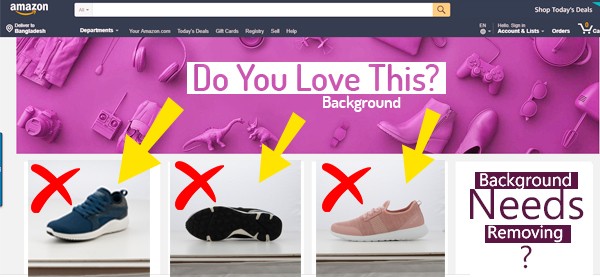 amazon
All
Shop Today's Deals
Deliver to
Bangladesh
Departments
Your Amazon.com
Today's Deals
Gift Cards
Registry
Sell
Help
EN
Hello. Sign in
Account & Lists
Orders
0
Ca
Do You Love This?
Background
Background
Needs
Removing
?